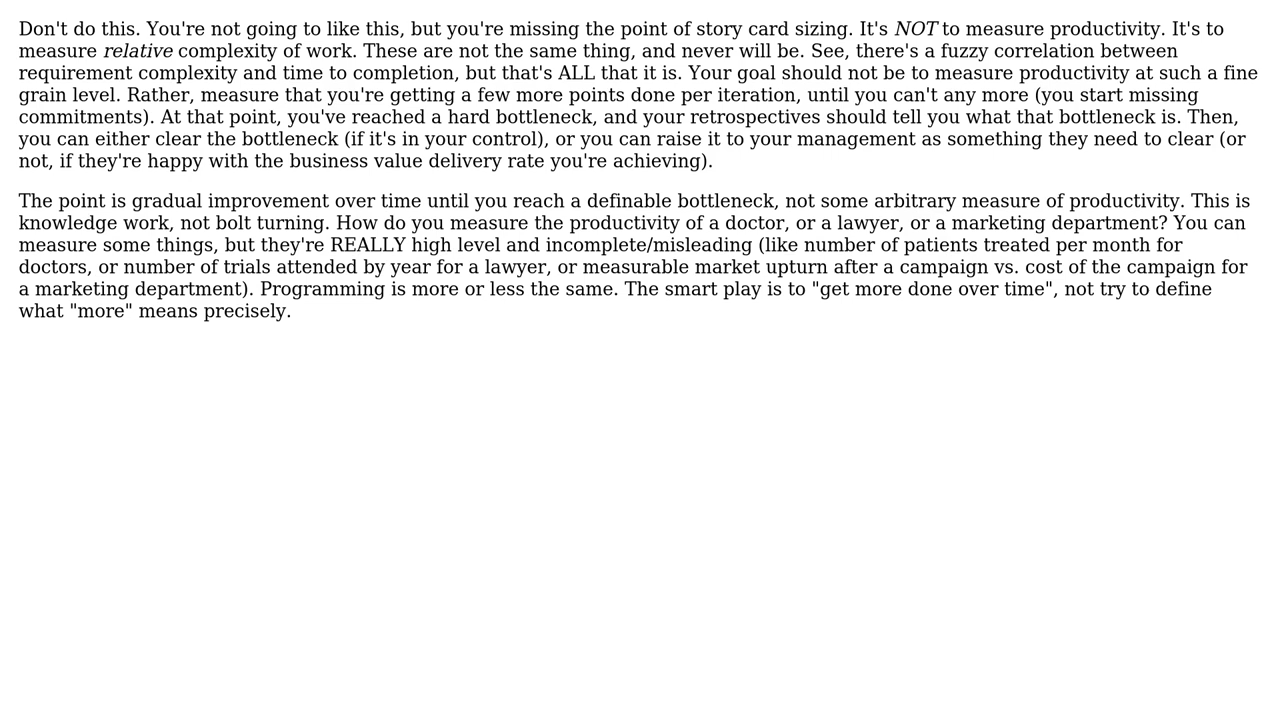 Don't do this. You're not going to like this, but you're missing the point of story card sizing. It's NOT to measure productivity. It's to
measure relative complexity of work. These are not the same thing, and never will be. See, there's a fuzzy correlation between
requirement complexity and time to completion, but that's ALL that it is. Your goal should not be to measure productivity at such a fine
grain level. Rather, measure that you're getting a few more points done per iteration, until you can't any more (you start missing
commitments). At that point, you've reached a hard bottleneck, and your retrospectives should tell you what that bottleneck is. Then,
you can either clear the bottleneck (if it's in your control), or you can raise it to your management as something they need to clear (or
not, if they're happy with the business value delivery rate you're achieving).
The point is gradual improvement over time until you reach a definable bottleneck, not some arbitrary measure of productivity. This is
knowledge work, not bolt turning. How do you measure the productivity of a doctor, or a lawyer, or a marketing department? You can
measure some things, but they're REALLY high level and incomplete/misleading (like number of patients treated per month for
doctors, or number of trials attended by year for a lawyer, or measurable market upturn after a campaign vs. cost of the campaign for
a marketing department). Programming is more or less the same. The smart play is to "get more done over time", not try to define
what "more" means precisely.